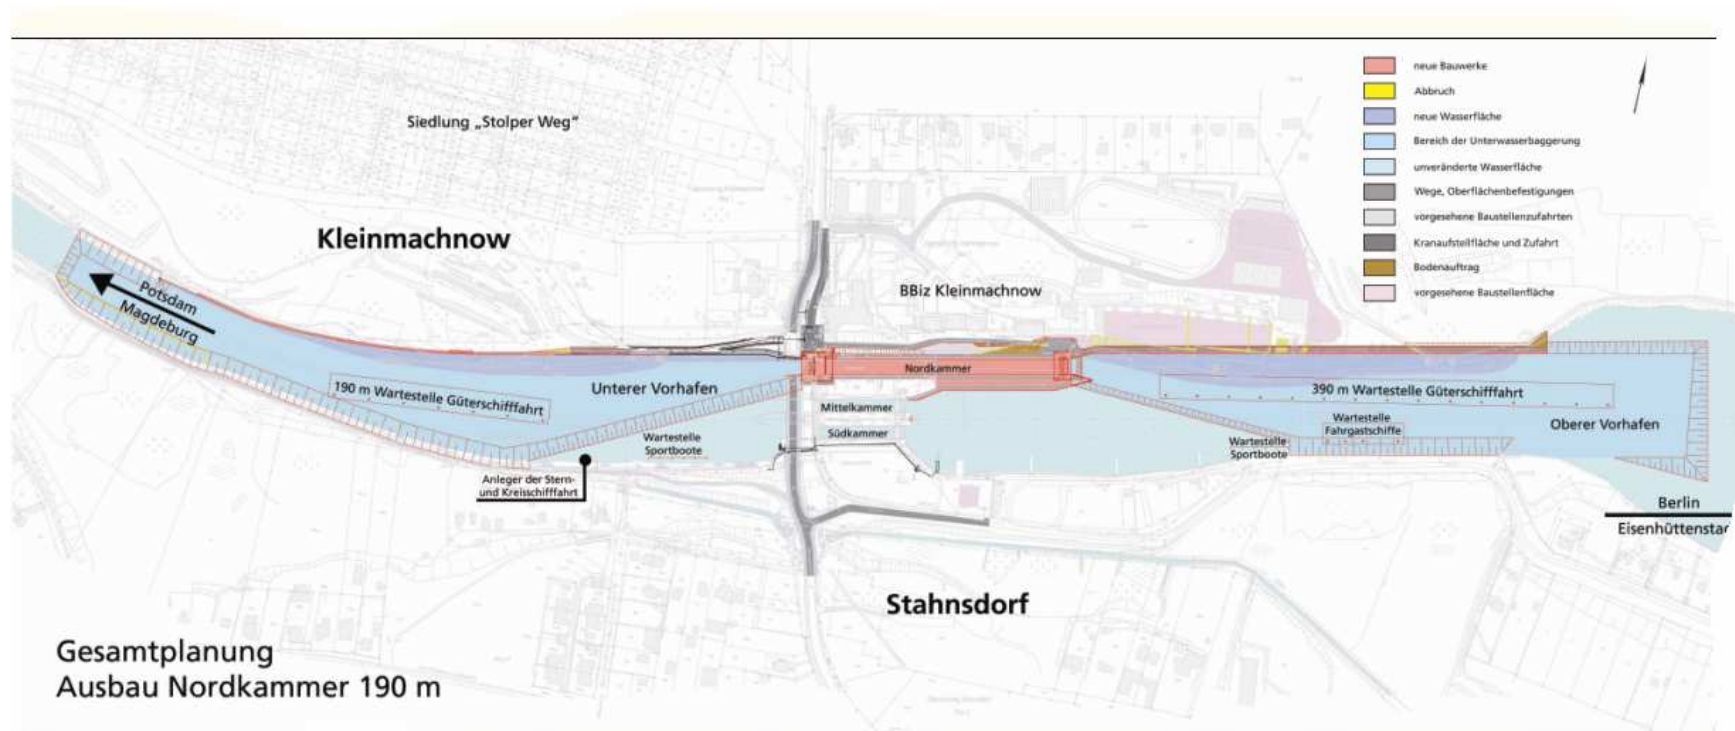 neue Bauwerke
Abbruch
neue Wasserfläche
Bereich der Unterwasserbaggerung
unveränderte Wasserfläche
Wege, Oberflächenbefestigungen
vorgesehene Baustellenzufahrten
Kranaufstellfläche und Zufahrt
Bodenauftrag
vorgesehene Baustellenfläche
Siedlung „Stolper Weg“
Kleinmachnow
BBiz Kleinmachnow
Potsdam
Magdeburg
190 m Wartestelle Güterschifffahrt
Unterer Vorhafen
Nordkammer
Mittelkammer
Südkammer
390 m Wartestelle Güterschifffahrt
Wartestelle
Fahrgastschiffe
Oberer Vorhafen
Wartestelle
Sportboote
Wartestelle
Sportboote
Anleger der Stern-
und Kreisschifffahrt
Berlin
Eisenhüttenstar
Stahnsdorf
Gesamtplanung
Ausbau Nordkammer 190 m